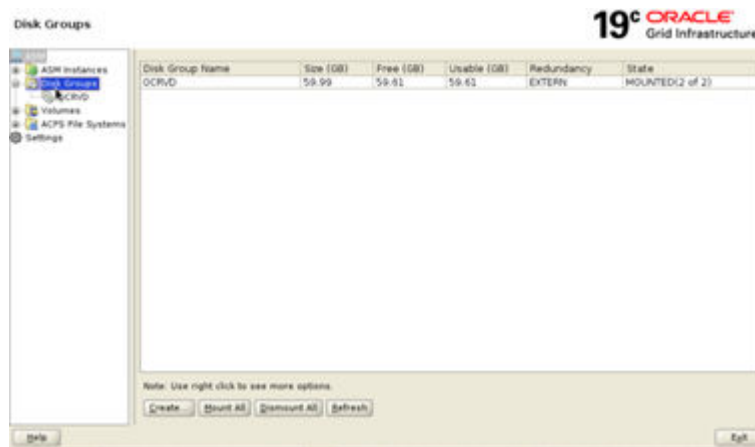 Disk Groups
19c ORACLE
Grid Infrastructure
ASM Instances
Disk Groups
OCRVD
Volumes
ACFS File Systems
Settings
Disk Group Name Size (GB) Free (GB) Usable (GB) Redundancy State
OCRVD 59.99 59.61 59.61 EXTERN MOUNTED(2 of 2)
Note: Use right click to see more options.
Create... Mount All Dismount All Refresh
Help Exit